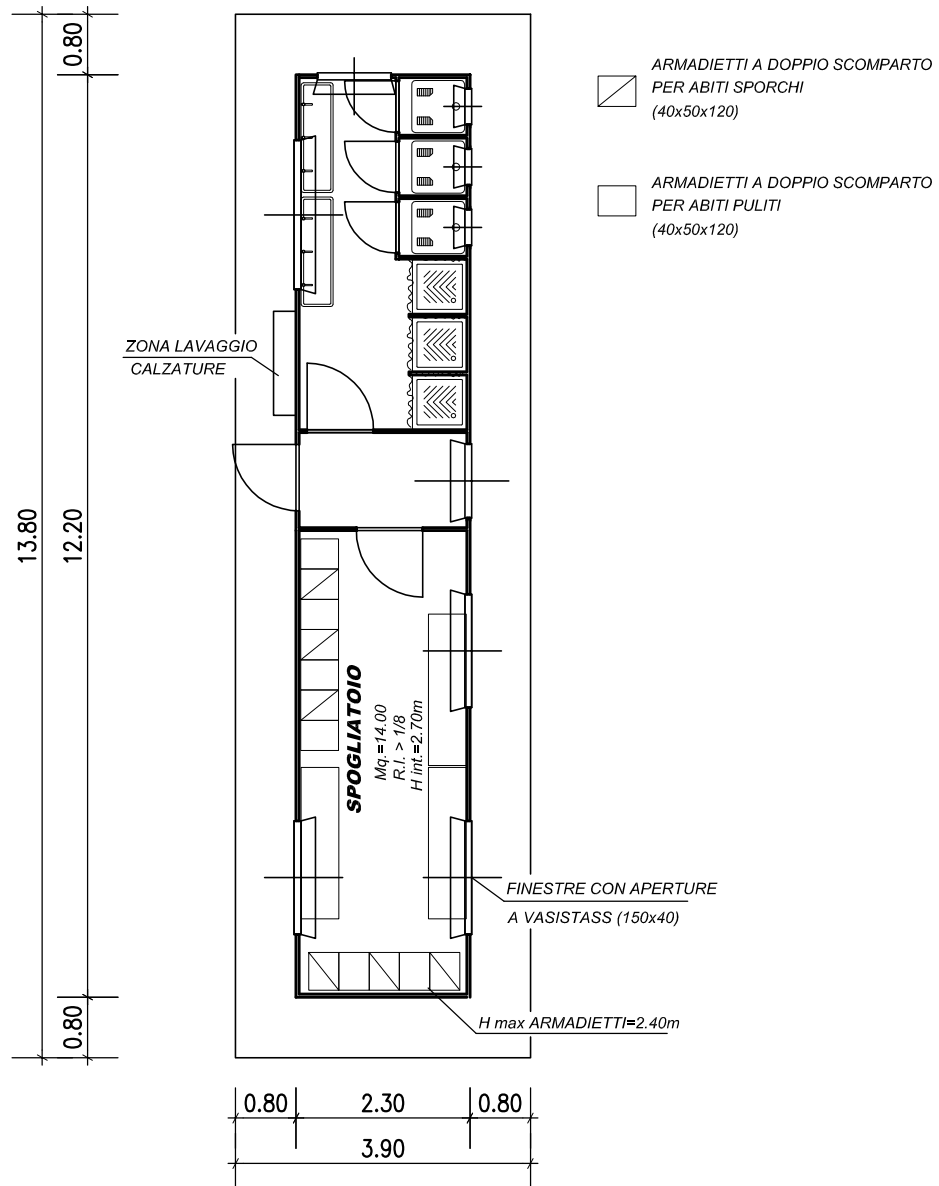 0.80
13.80
12.20
0.80
ARMADIETTI A DOPPIO SCOMPARTO
PER ABITI SPORCHI
(40x50x120)
ARMADIETTI A DOPPIO SCOMPARTO
PER ABITI PULITI
(40x50x120)
ZONA LAVAGGIO
CALZATURE
SPOGLIATOIO
Mq.=14.00
R.I. > 1/8
H int.=2.70m
FINESTRE CON APERTURE
A VASISTASS (150x40)
H max ARMADIETTI=2.40m
0.80
2.30
0.80
3.90